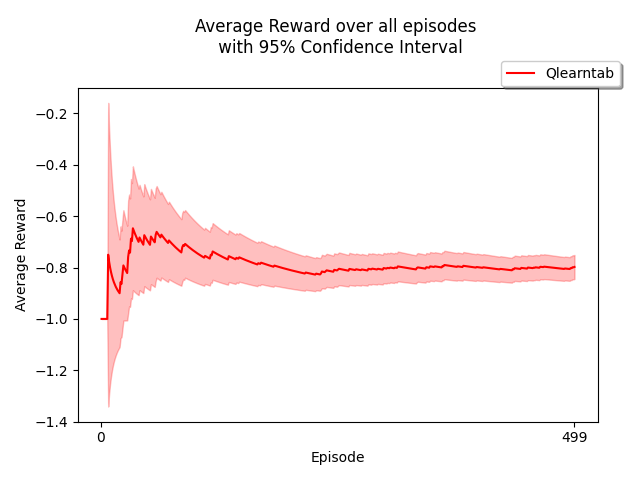 Average Reward over all episodes
with 95% Confidence Interval
Qlearntab
−0.2
−0.4
−0.6
−0.8
−1.0
−1.2
−1.4
Average Reward
0
499
Episode